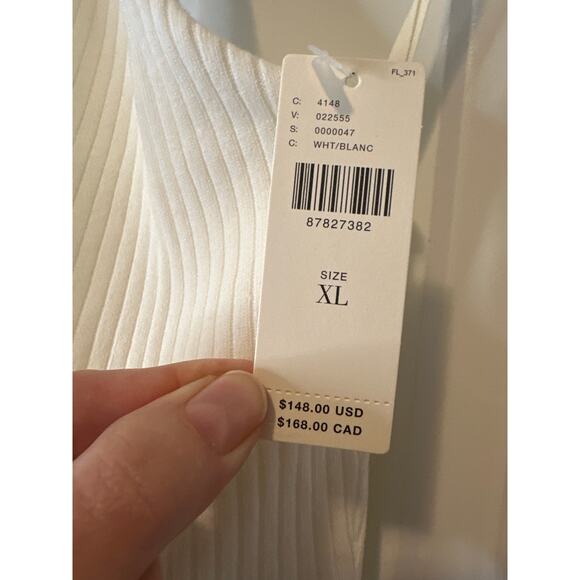 FL_371
C: 4148
V: 022555
S: 0000047
C: WHT/BLANC
87827382
SIZE
XL
$148.00 USD
$168.00 CAD